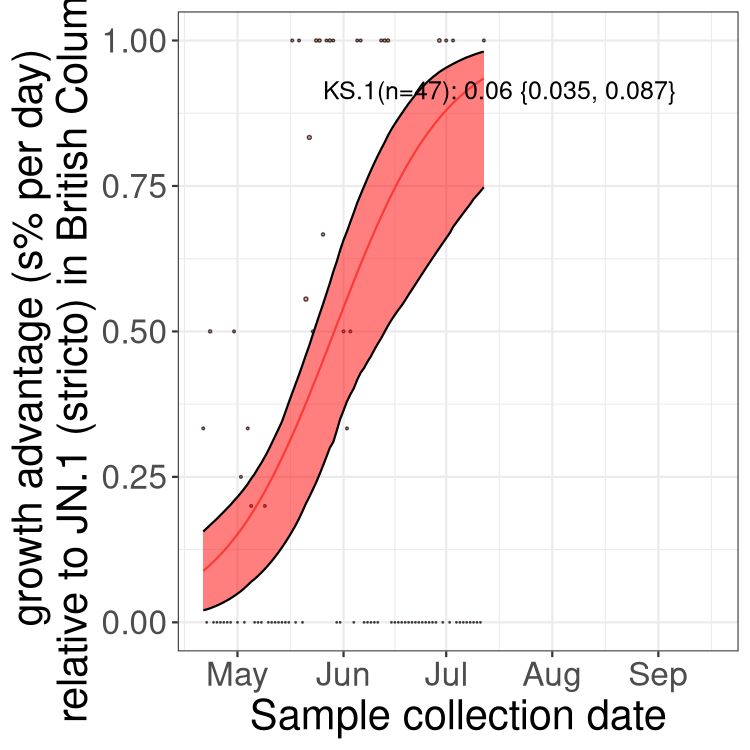 growth advantage (s% per day)
relative to JN.1 (stricto) in British Colum
1.00
0.75
0.50
0.25
0.00
KS.1(n=47): 0.06 {0.035, 0.087}
May Jun Jul Aug Sep
Sample collection date